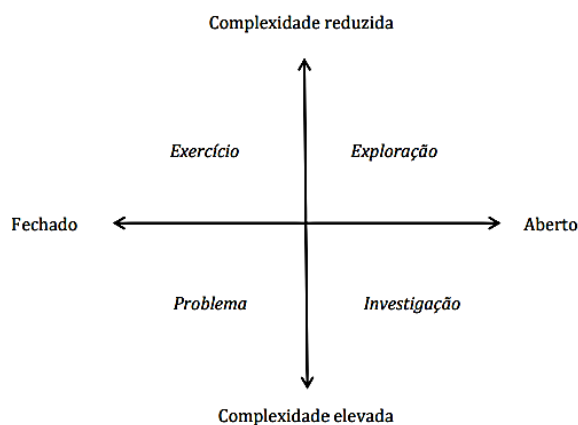 Complexidade reduzida
Exercício
Exploração
Fechado
Aberto
Problema
Investigação
Complexidade elevada